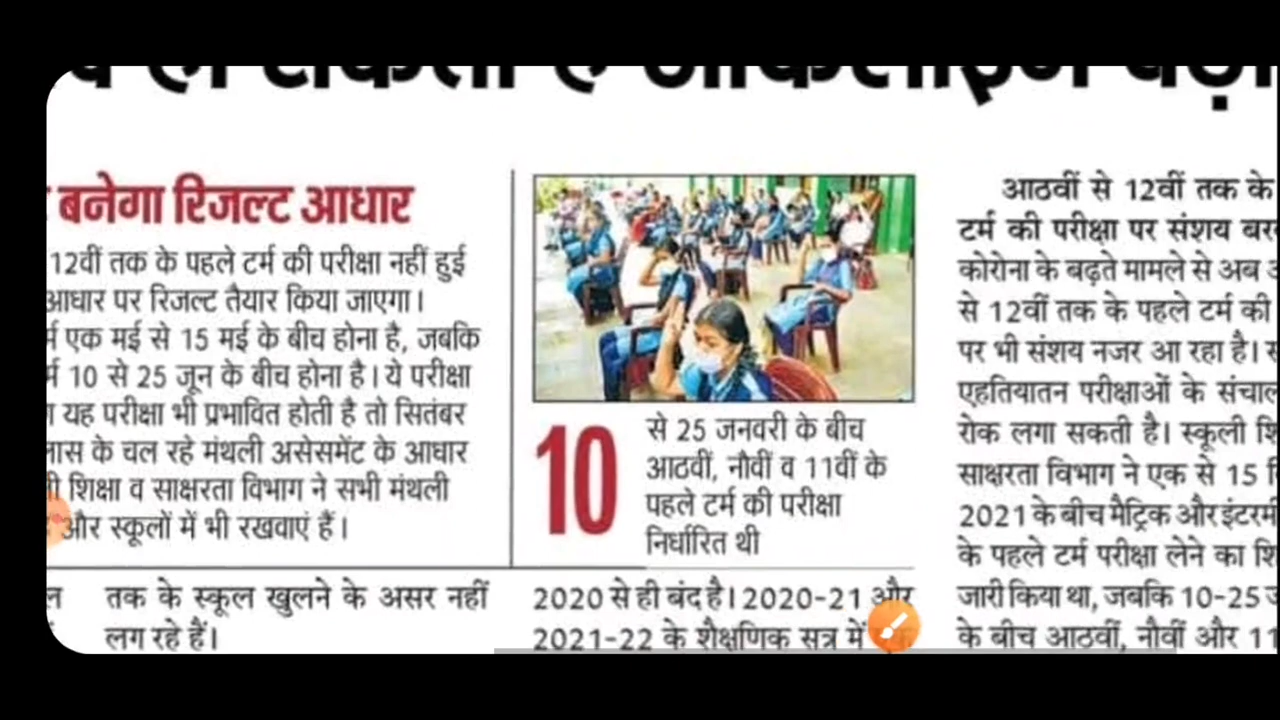 बनेगा रिजल्ट आधार
12वीं तक के पहले टर्म की परीक्षा नहीं हुई
आधार पर रिजल्ट तैयार किया जाएगा।
एक मई से 15 मई के बीच होना है, जबकि
10 से 25 जून के बीच होना है। ये परीक्षा
यह परीक्षा भी प्रभावित होती है तो सितंबर
के चल रहे मंथली असेसमेंट के आधार
शिक्षा व साक्षरता विभाग ने सभी मंथली
और स्कूलों में भी रखवाएं हैं।
तक के स्कूल खुलने के असर नहीं
लग रहे हैं।
10
से 25 जनवरी के बीच
आठवीं, नौवीं व 11वीं के
पहले टर्म की परीक्षा
निर्धारित थी
2020 से ही बंद है। 2020-21 और
2021-22 के शैक्षणिक सत्र में
आठवीं से 12वीं तक के
टर्म की परीक्षा पर संशय
कोरोना के बढ़ते मामले से अब
से 12वीं तक के पहले टर्म की
पर भी संशय नजर आ रहा है।
एहतियातन परीक्षाओं के
रोक लगा सकती है। स्कूली
साक्षरता विभाग ने एक से 15
2021 के बीच मैट्रिक और
के पहले टर्म परीक्षा लेने का
जारी किया था, जबकि 10-25
के बीच आठवीं, नौवीं और